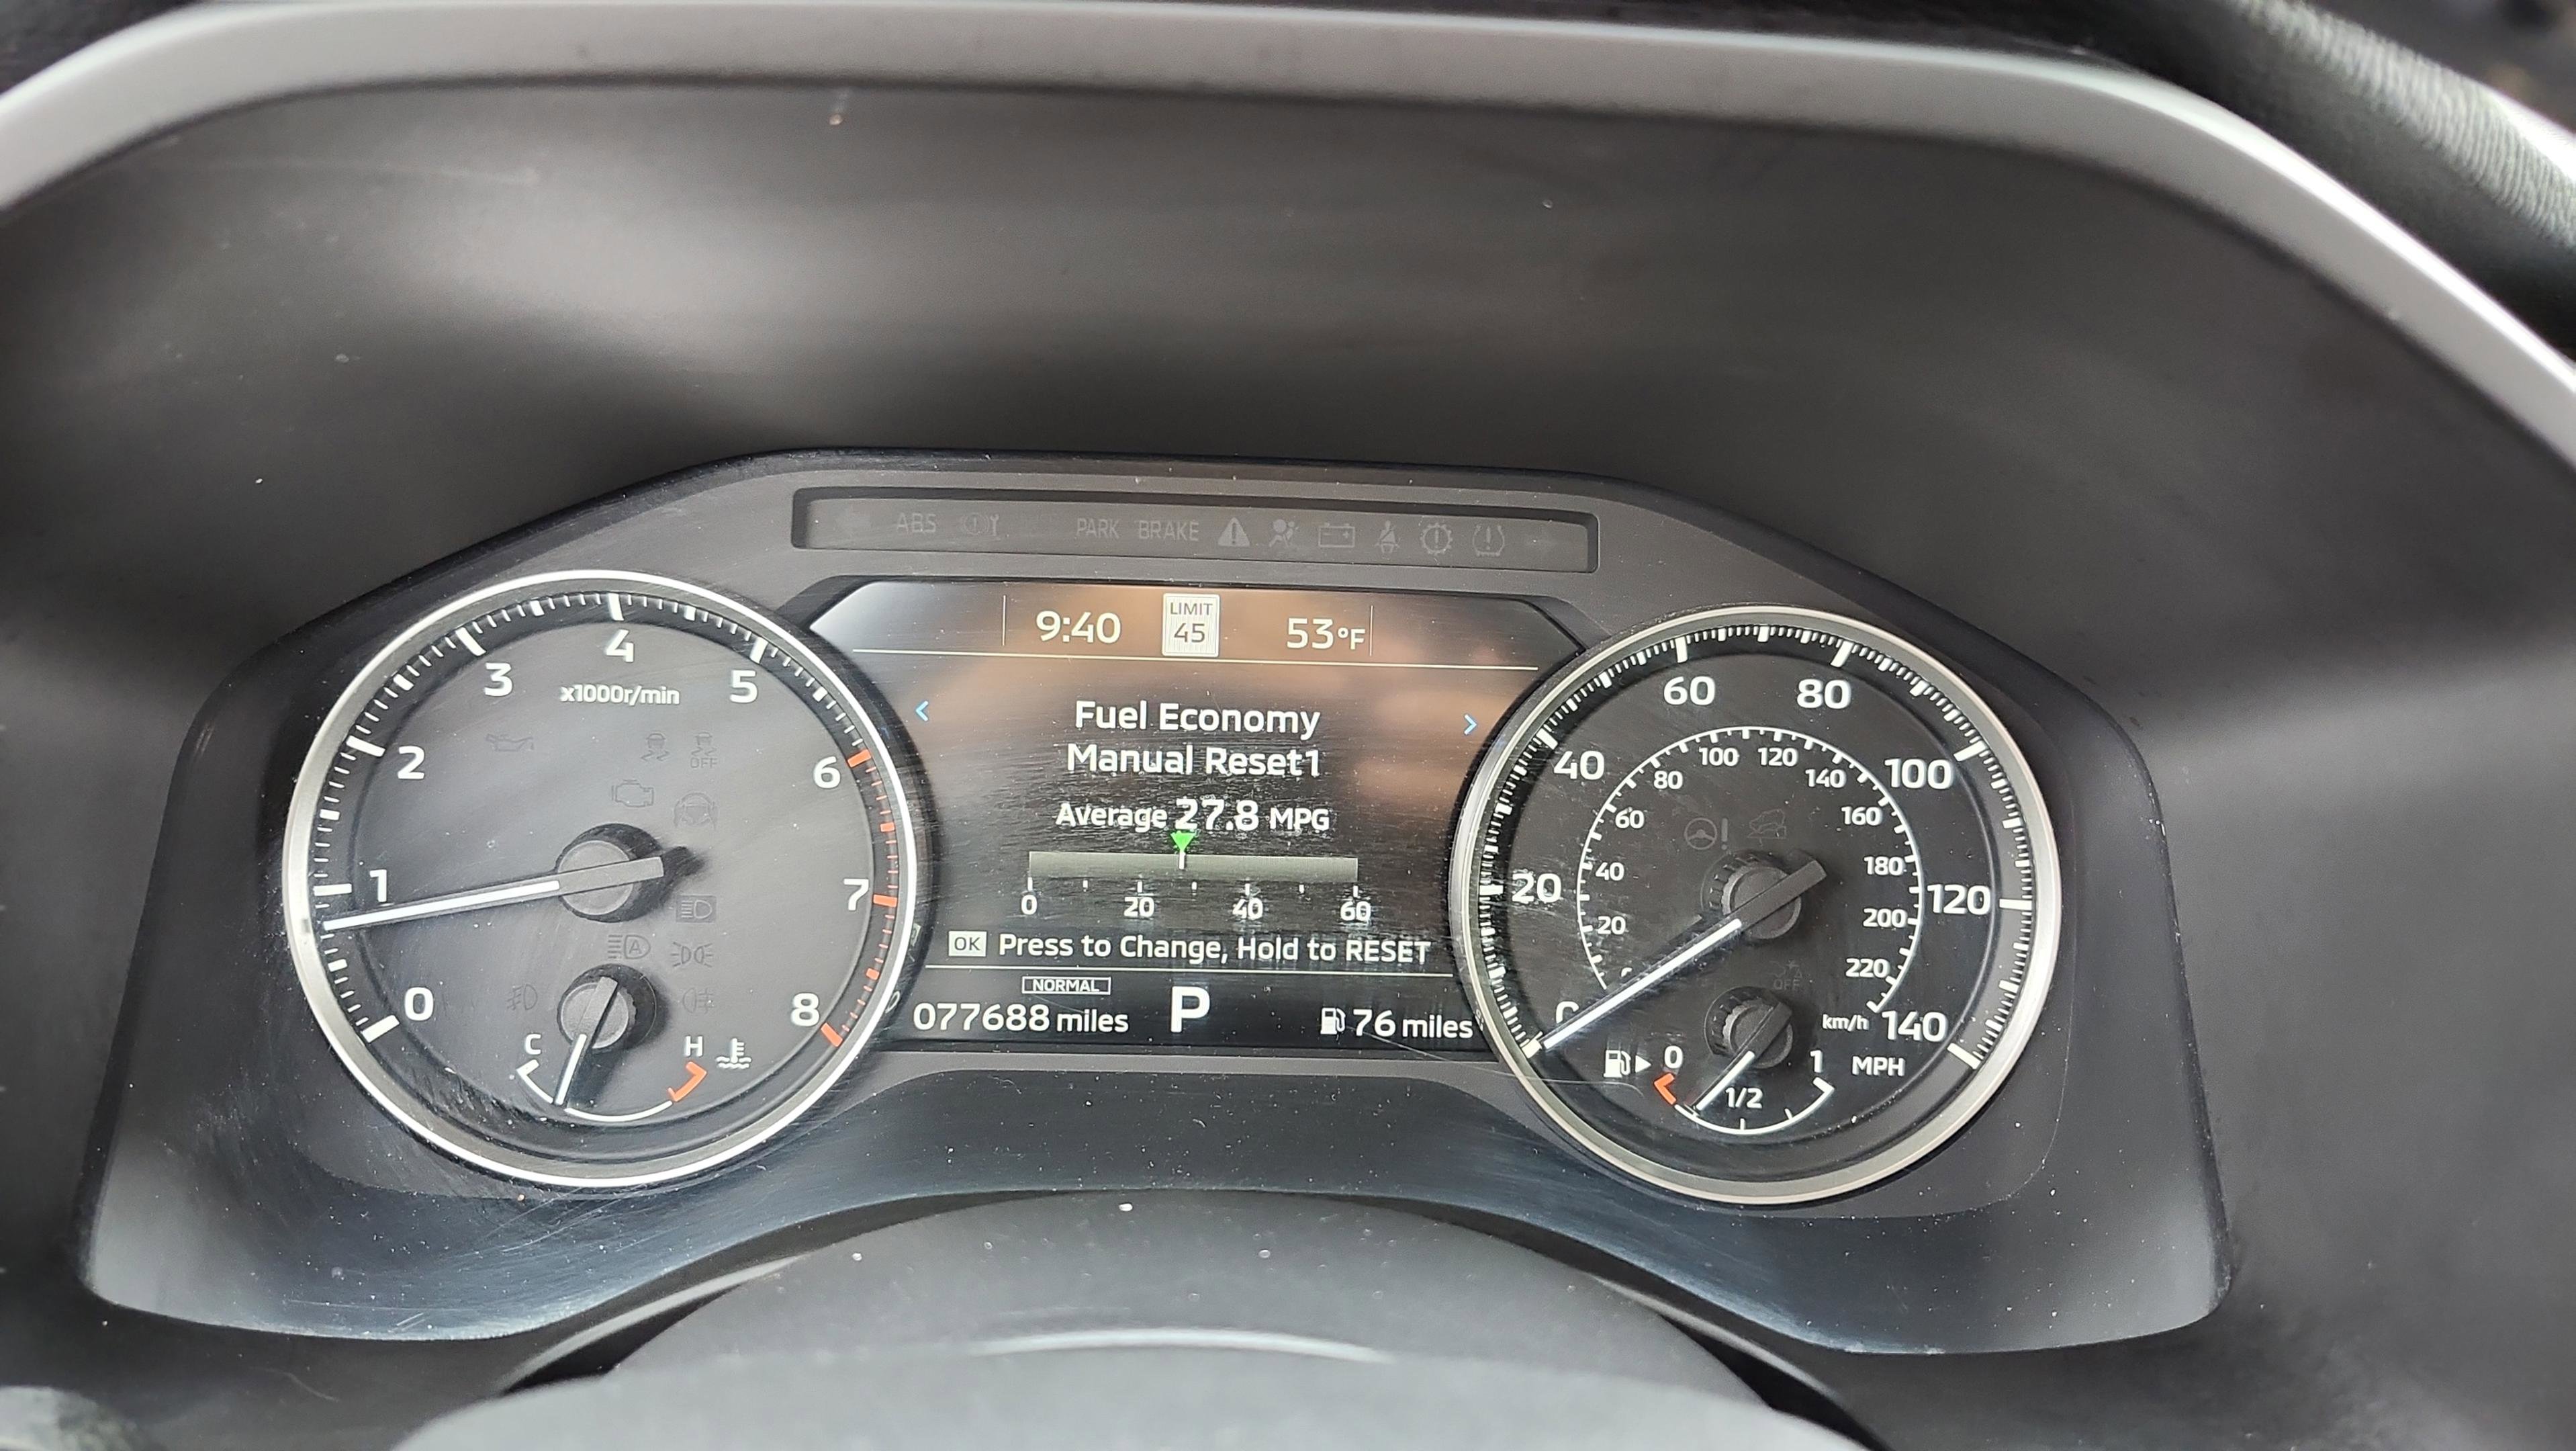 ABS
PARK BRAKE
9:40
LIMIT
45
53°F
Fuel Economy
Manual Reset1
Average 27.8 MPG
0 20 40 60
OK Press to Change, Hold to RESET
NORMAL
077688 miles
P
76 miles
0 1 2 3 4 5 6 7 8
x1000r/min
OFF
A
C H
20 40 60 80 100 120 140
20 40 60 80 100 120 140 160 180 200 220
km/h
MPH
OFF
0 1/2 1